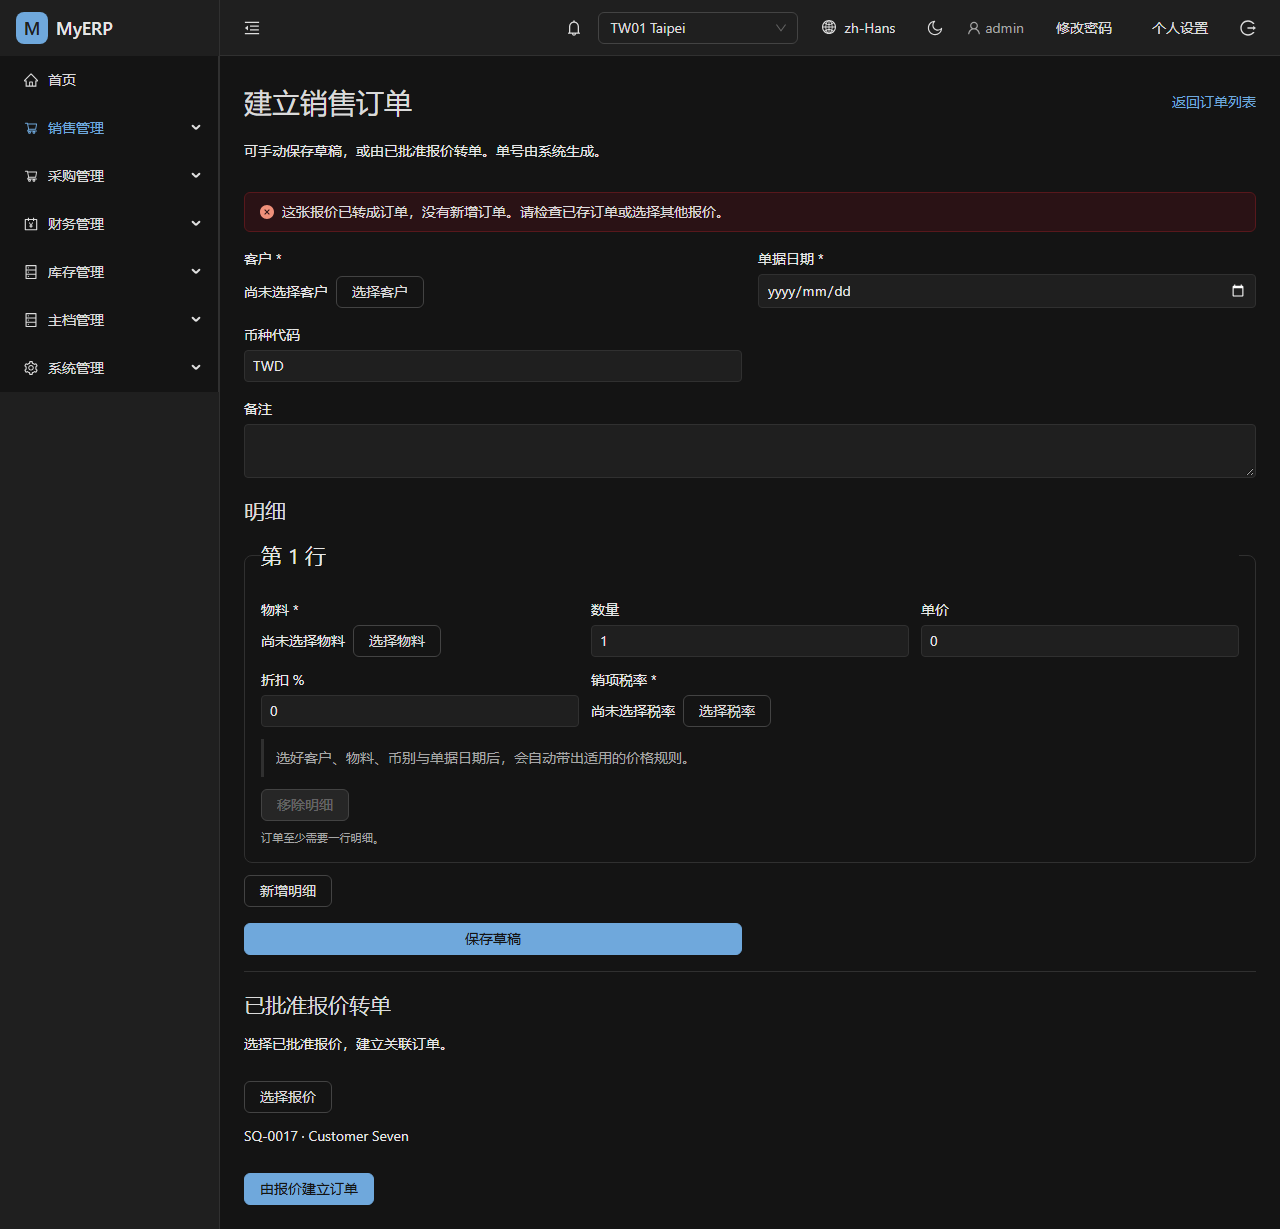 M MyERP
TW01 Taipei
zh-Hans
admin
修改密码
个人设置
首页
销售管理
采购管理
财务管理
库存管理
主档管理
系统管理
建立销售订单
返回订单列表
可手动保存草稿，或由已批准报价转单。单号由系统生成。
这张报价已转成订单，没有新增订单。请检查已存订单或选择其他报价。
客户 *
单据日期 *
尚未选择客户 选择客户
yyyy/mm/dd
币种代码
TWD
备注
明细
第 1 行
物料 *
数量
单价
尚未选择物料 选择物料
1
0
折扣 %
销项税率 *
0
尚未选择税率 选择税率
选好客户、物料、币别与单据日期后，会自动带出适用的价格规则。
移除明细
订单至少需要一行明细。
新增明细
保存草稿
已批准报价转单
选择已批准报价，建立关联订单。
选择报价
SQ-0017 · Customer Seven
由报价建立订单